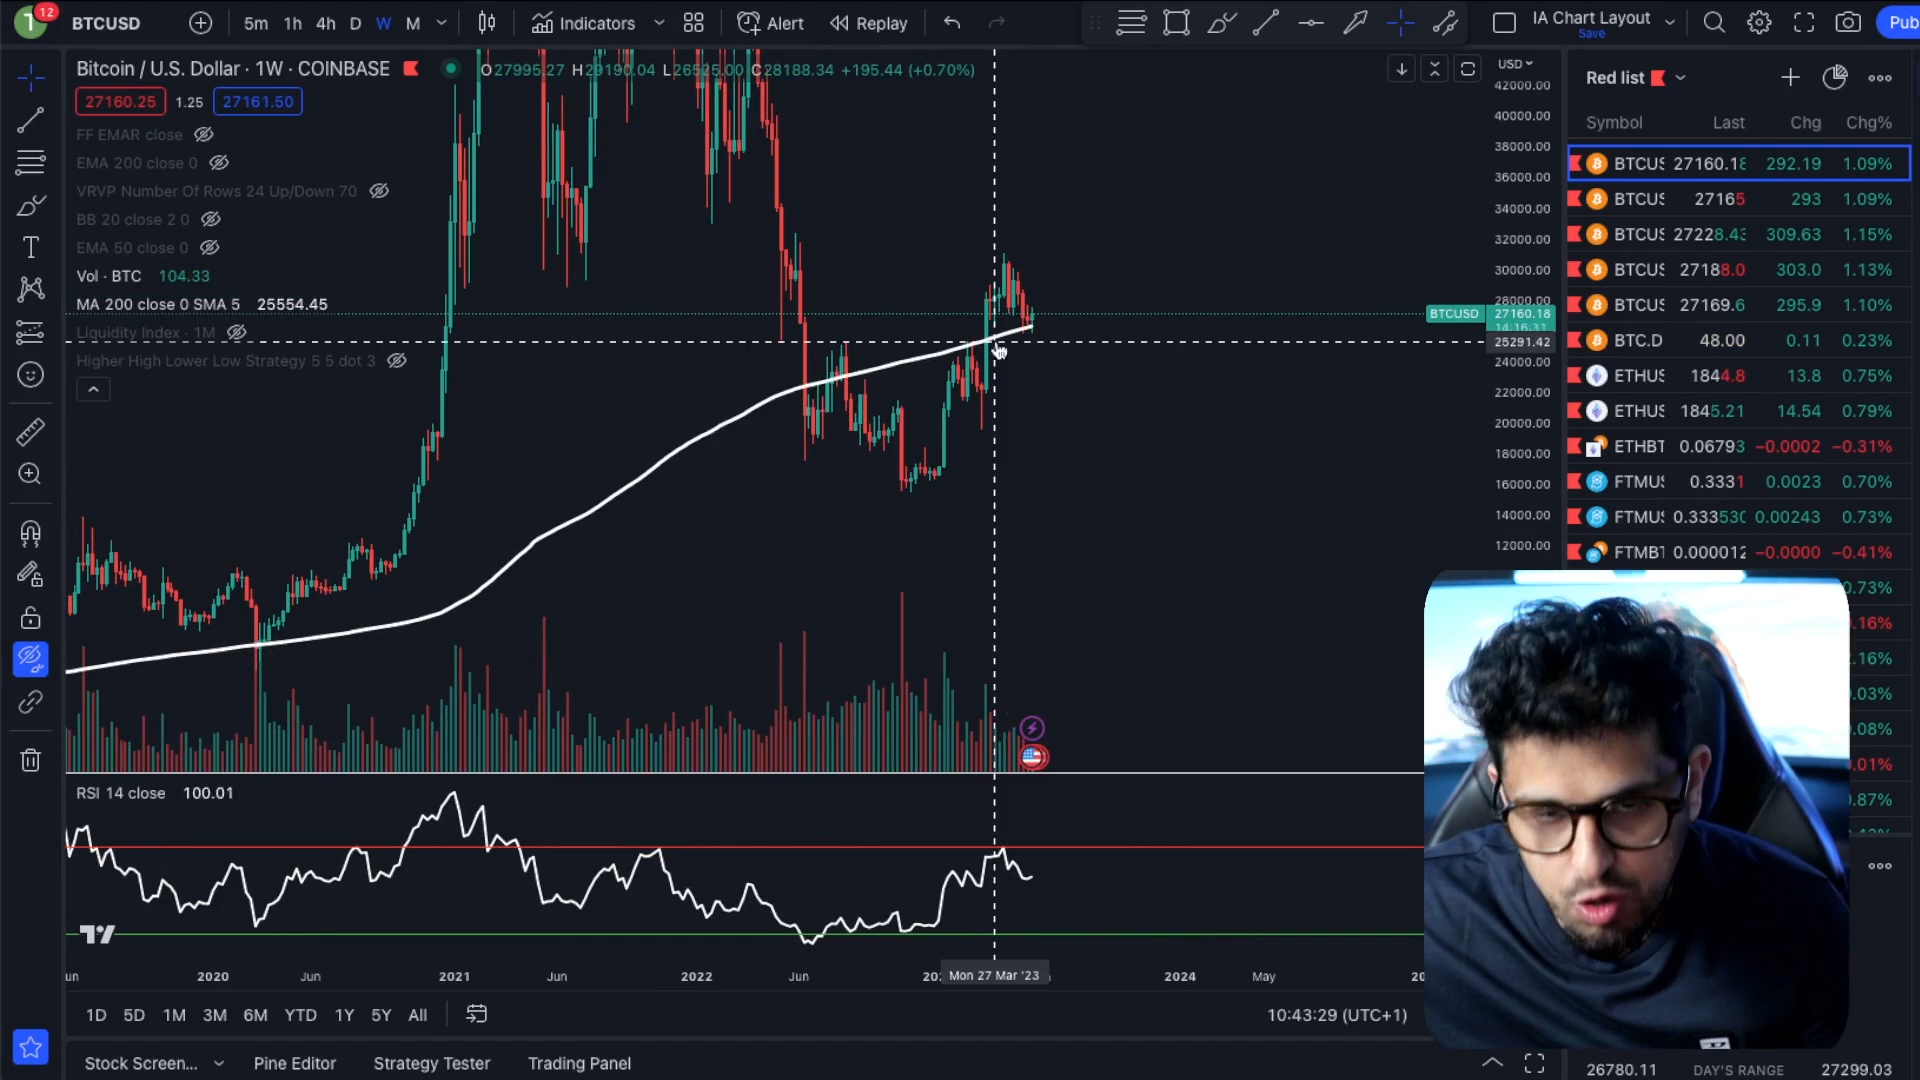 T 12 BTCUSD 5m 1h 4h D W M Indicators Alert Replay IA Chart Layout Save Pub
Bitcoin / U.S. Dollar · 1W · COINBASE O27995.27 H29190.04 L26525.00 C28188.34 +195.44 (+0.70%)
27160.25 1.25 27161.50
FF EMAR close
EMA 200 close 0
VRVP Number Of Rows 24 Up/Down 70
BB 20 close 2 0
EMA 50 close 0
Vol · BTC 104.33
MA 200 close 0 SMA 5 25554.45
Liquidity Index · 1M
Higher High Lower Low Strategy 5 5 dot 3
USD
42000.00
40000.00
38000.00
36000.00
34000.00
32000.00
30000.00
28000.00
BTCUSD 27160.18
14:16:31
25291.42
24000.00
22000.00
20000.00
18000.00
16000.00
14000.00
12000.00
Red list
Symbol Last Chg Chg%
BTCUS 27160.18 292.19 1.09%
BTCUS 27165 293 1.09%
BTCUS 27228.43 309.63 1.15%
BTCUS 27188.0 303.0 1.13%
BTCUS 27169.6 295.9 1.10%
BTC.D 48.00 0.11 0.23%
ETHUS 1844.8 13.8 0.75%
ETHUS 1845.21 14.54 0.79%
ETHBT 0.06793 −0.0002 −0.31%
FTMUS 0.3331 0.0023 0.70%
FTMUS 0.333530 0.00243 0.73%
FTMBT 0.000012 −0.0000 −0.41%
0.73%
.16%
.16%
.03%
.08%
.01%
.87%
RSI 14 close 100.01
un 2020 Jun 2021 Jun 2022 Jun 20 Mon 27 Mar '23 2024 May 20
1D 5D 1M 3M 6M YTD 1Y 5Y All 10:43:29 (UTC+1)
Stock Screen... Pine Editor Strategy Tester Trading Panel
26780.11 DAY'S RANGE 27299.03